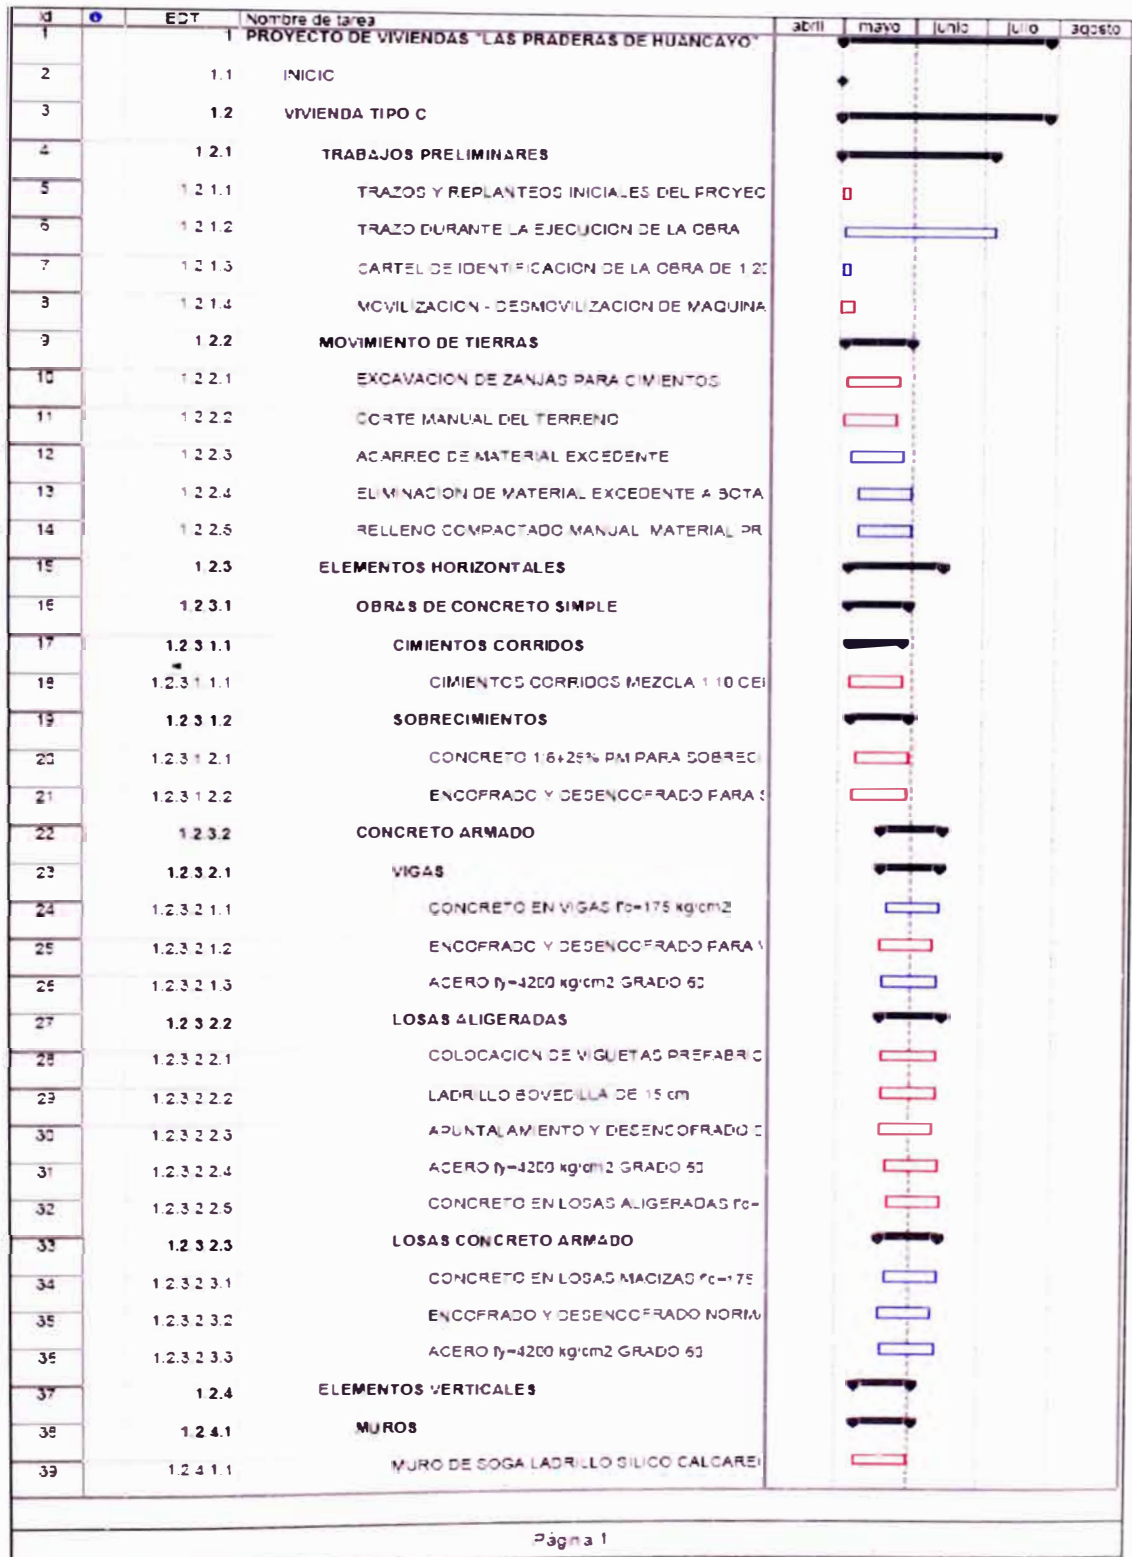 Id EDT Nombre de tarea abril mayo junio julio agosto
1 1 PROYECTO DE VIVIENDAS "LAS PRADERAS DE HUANCAYO"
2 1.1 INICIO
3 1.2 VIVIENDA TIPO C
4 1.2.1 TRABAJOS PRELIMINARES
5 1.2.1.1 TRAZOS Y REPLANTEOS INICIALES DEL PROYEC
6 1.2.1.2 TRAZO DURANTE LA EJECUCION DE LA OBRA
7 1.2.1.3 CARTEL DE IDENTIFICACION DE LA OBRA DE 1.20
8 1.2.1.4 MOVILIZACION - DESMOVILIZACION DE MAQUINA
9 1.2.2 MOVIMIENTO DE TIERRAS
10 1.2.2.1 EXCAVACION DE ZANJAS PARA CIMIENTOS
11 1.2.2.2 CORTE MANUAL DEL TERRENO
12 1.2.2.3 ACARREO DE MATERIAL EXCEDENTE
13 1.2.2.4 ELIMINACION DE MATERIAL EXCEDENTE A BOTA
14 1.2.2.5 RELLENO COMPACTADO MANUAL MATERIAL PR
15 1.2.3 ELEMENTOS HORIZONTALES
16 1.2.3.1 OBRAS DE CONCRETO SIMPLE
17 1.2.3.1.1 CIMIENTOS CORRIDOS
18 1.2.3.1.1.1 CIMIENTOS CORRIDOS MEZCLA 1:10 CEI
19 1.2.3.1.2 SOBRECIMIENTOS
20 1.2.3.1.2.1 CONCRETO 1:8+25% PM PARA SOBREC
21 1.2.3.1.2.2 ENCOFRADO Y DESENCOFRADO PARA S
22 1.2.3.2 CONCRETO ARMADO
23 1.2.3.2.1 VIGAS
24 1.2.3.2.1.1 CONCRETO EN VIGAS f'c=175 kg/cm2
25 1.2.3.2.1.2 ENCOFRADO Y DESENCOFRADO PARA V
26 1.2.3.2.1.3 ACERO fy=4200 kg/cm2 GRADO 60
27 1.2.3.2.2 LOSAS ALIGERADAS
28 1.2.3.2.2.1 COLOCACION DE VIGUETAS PREFABRIC
29 1.2.3.2.2.2 LADRILLO BOVEDILLA DE 15 cm
30 1.2.3.2.2.3 APUNTALAMIENTO Y DESENCOFRADO D
31 1.2.3.2.2.4 ACERO fy=4200 kg/cm2 GRADO 60
32 1.2.3.2.2.5 CONCRETO EN LOSAS ALIGERADAS f'c=
33 1.2.3.2.3 LOSAS CONCRETO ARMADO
34 1.2.3.2.3.1 CONCRETO EN LOSAS MACIZAS f'c=175
35 1.2.3.2.3.2 ENCOFRADO Y DESENCOFRADO NORMA
36 1.2.3.2.3.3 ACERO fy=4200 kg/cm2 GRADO 60
37 1.2.4 ELEMENTOS VERTICALES
38 1.2.4.1 MUROS
39 1.2.4.1.1 MURO DE SOGA LADRILLO SILICO CALCAREO
Página 1